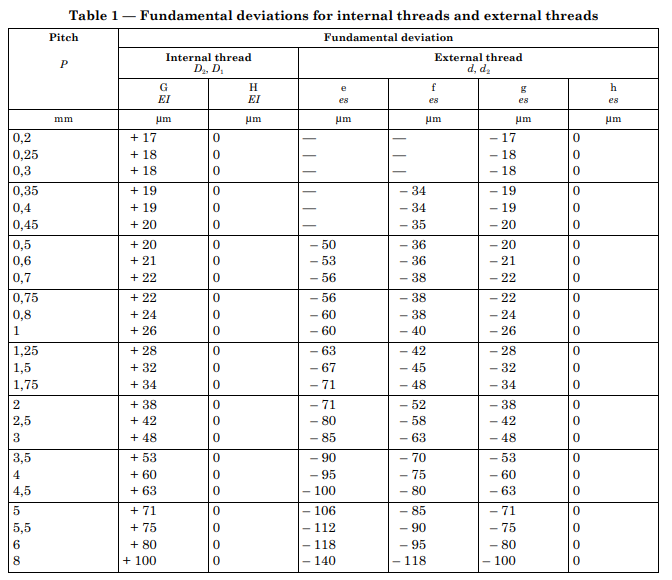 Table 1 — Fundamental deviations for internal threads and external threads
Pitch Fundamental deviation
P
Internal thread External thread
D₂, D₁ d, d₂
G H e f g h
EI EI es es es es
mm µm µm µm µm µm µm
0,2 + 17 0 — — – 17 0
0,25 + 18 0 — — – 18 0
0,3 + 18 0 — — – 18 0
0,35 + 19 0 — – 34 – 19 0
0,4 + 19 0 — – 34 – 19 0
0,45 + 20 0 — – 35 – 20 0
0,5 + 20 0 – 50 – 36 – 20 0
0,6 + 21 0 – 53 – 36 – 21 0
0,7 + 22 0 – 56 – 38 – 22 0
0,75 + 22 0 – 56 – 38 – 22 0
0,8 + 24 0 – 60 – 38 – 24 0
1 + 26 0 – 60 – 40 – 26 0
1,25 + 28 0 – 63 – 42 – 28 0
1,5 + 32 0 – 67 – 45 – 32 0
1,75 + 34 0 – 71 – 48 – 34 0
2 + 38 0 – 71 – 52 – 38 0
2,5 + 42 0 – 80 – 58 – 42 0
3 + 48 0 – 85 – 63 – 48 0
3,5 + 53 0 – 90 – 70 – 53 0
4 + 60 0 – 95 – 75 – 60 0
4,5 + 63 0 – 100 – 80 – 63 0
5 + 71 0 – 106 – 85 – 71 0
5,5 + 75 0 – 112 – 90 – 75 0
6 + 80 0 – 118 – 95 – 80 0
8 + 100 0 – 140 – 118 – 100 0